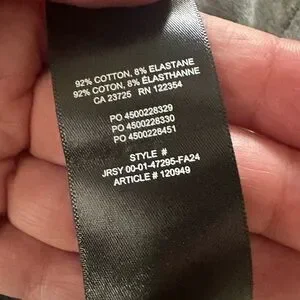 92% COTTON, 8% ELASTANE
92% COTON, 8% ÉLASTHANNE
CA 23725 RN 122354
PO 4500228329
PO 4500228330
PO 4500228451
STYLE #
JRSY 00-01-47295-FA24
ARTICLE # 120949